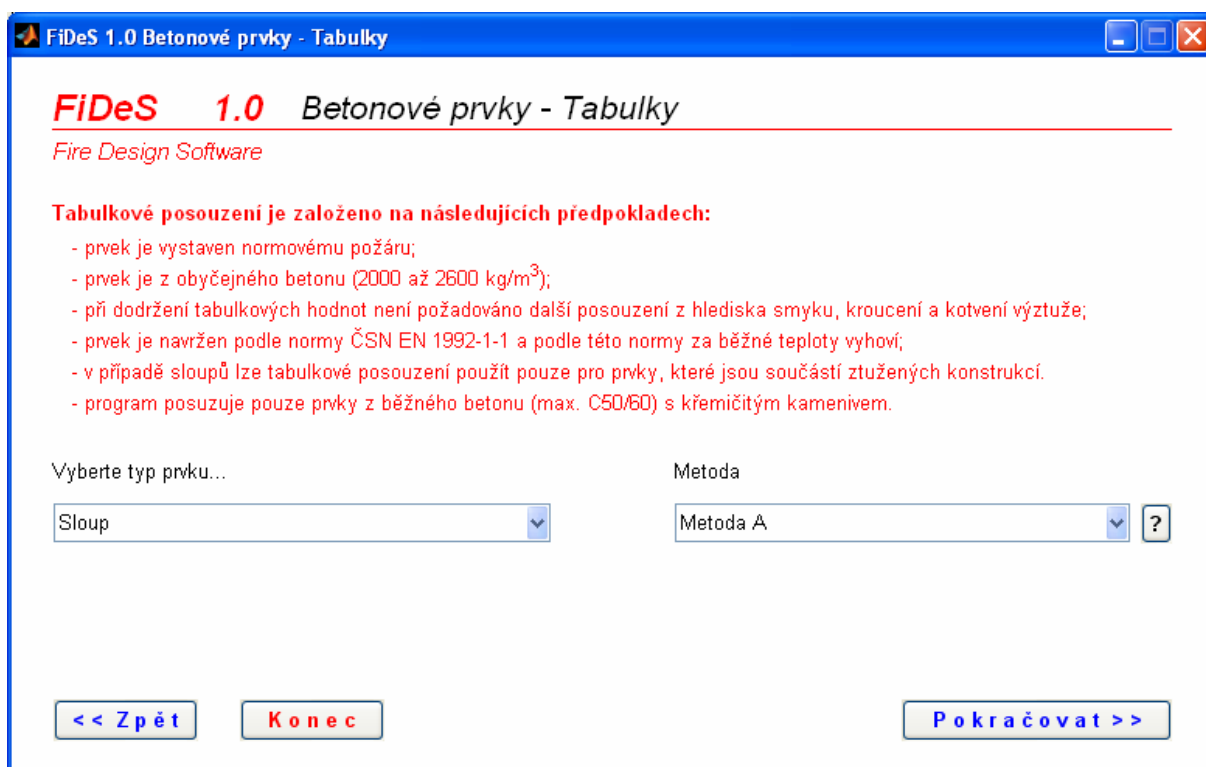 FiDeS 1.0 Betonové prvky - Tabulky
FiDeS 1.0 Betonové prvky - Tabulky
Fire Design Software
Tabulkové posouzení je založeno na následujících předpokladech:
- prvek je vystaven normovému požáru;
- prvek je z obyčejného betonu (2000 až 2600 kg/m³);
- při dodržení tabulkových hodnot není požadováno další posouzení z hlediska smyku, kroucení a kotvení výztuže;
- prvek je navržen podle normy ČSN EN 1992-1-1 a podle této normy za běžné teploty vyhoví;
- v případě sloupů lze tabulkové posouzení použít pouze pro prvky, které jsou součástí ztužených konstrukcí.
- program posuzuje pouze prvky z běžného betonu (max. C50/60) s křemičitým kamenivem.
Vyberte typ prvku... Metoda
Sloup Metoda A ?
<< Zpět Konec Pokračovat >>